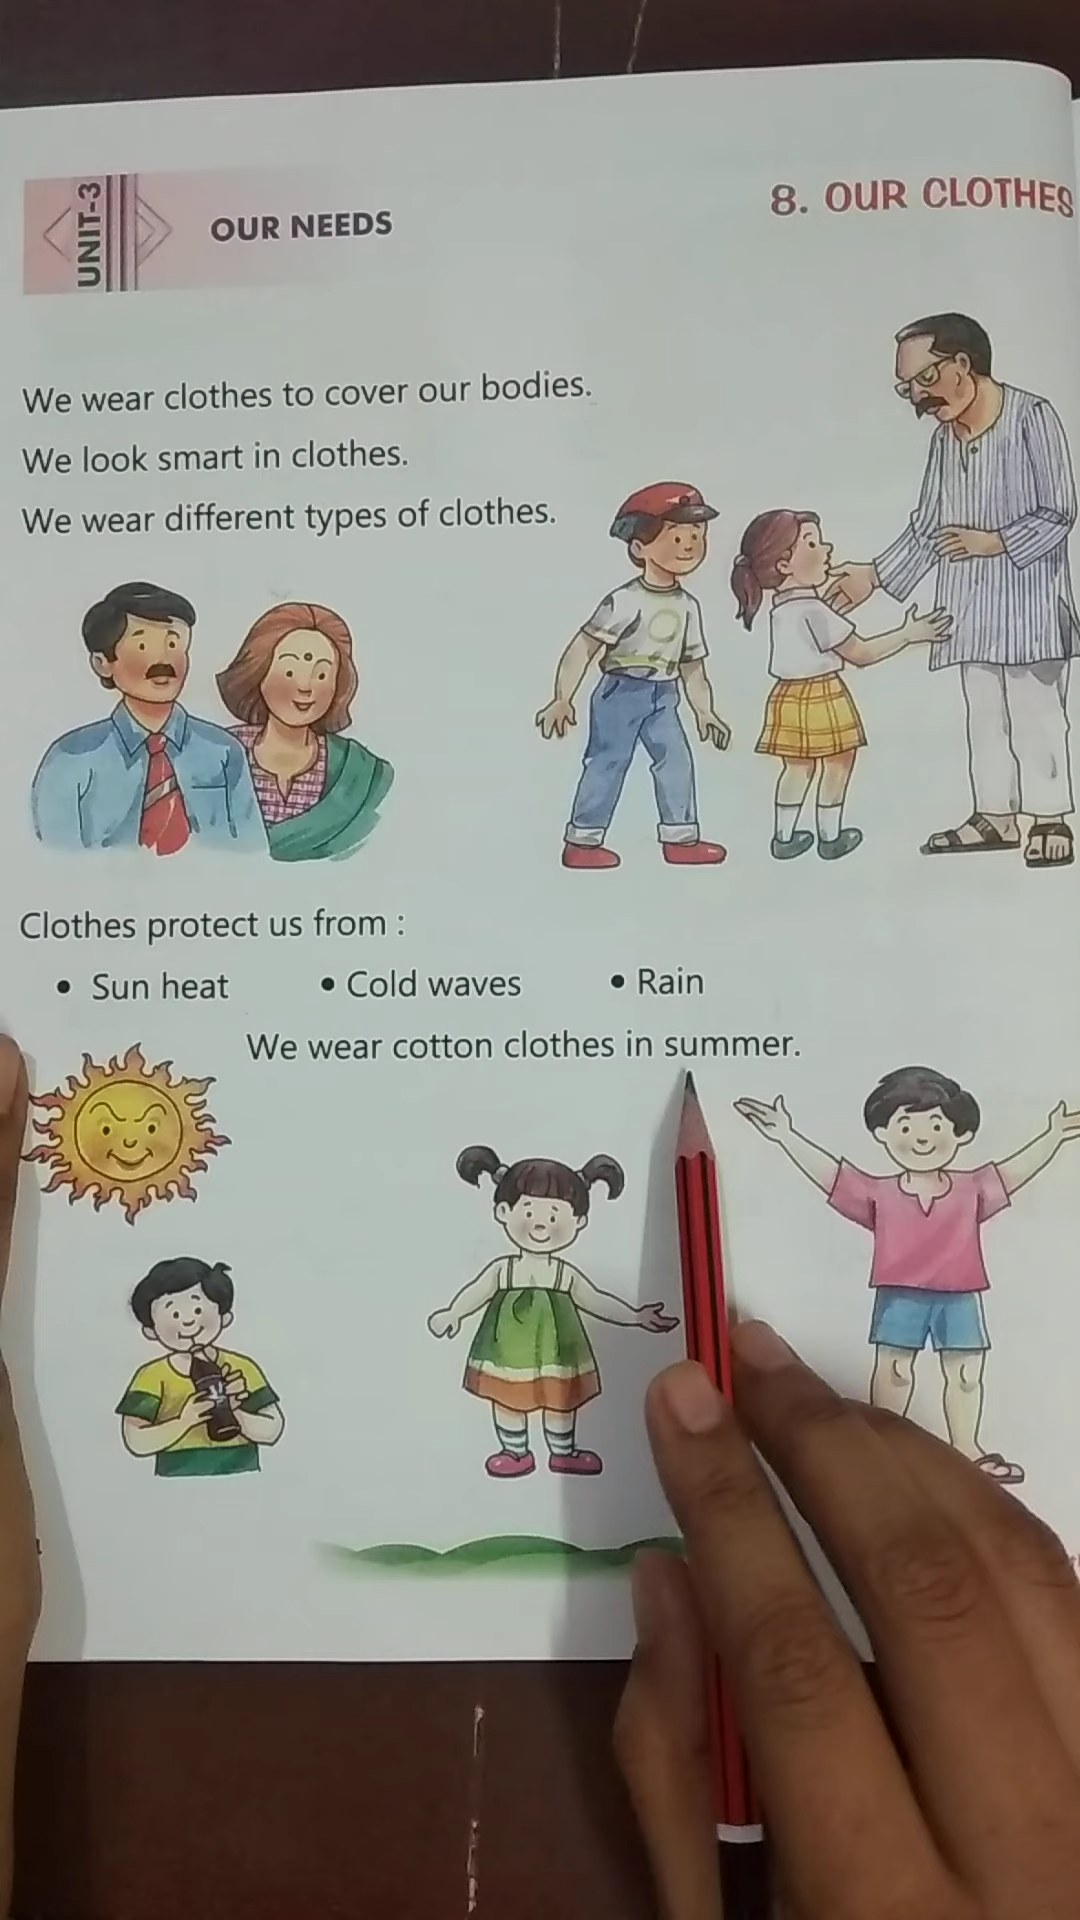 UNIT-3
OUR NEEDS
8. OUR CLOTHES
We wear clothes to cover our bodies.
We look smart in clothes.
We wear different types of clothes.
Clothes protect us from :
• Sun heat • Cold waves • Rain
We wear cotton clothes in summer.